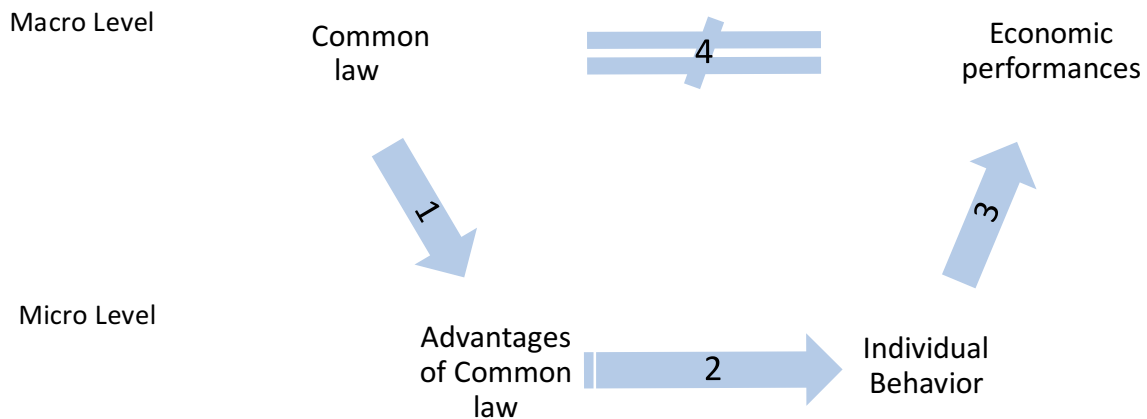 Macro Level
Common
law
4
Economic
performances
1
3
Micro Level
Advantages
of Common
law
2
Individual
Behavior